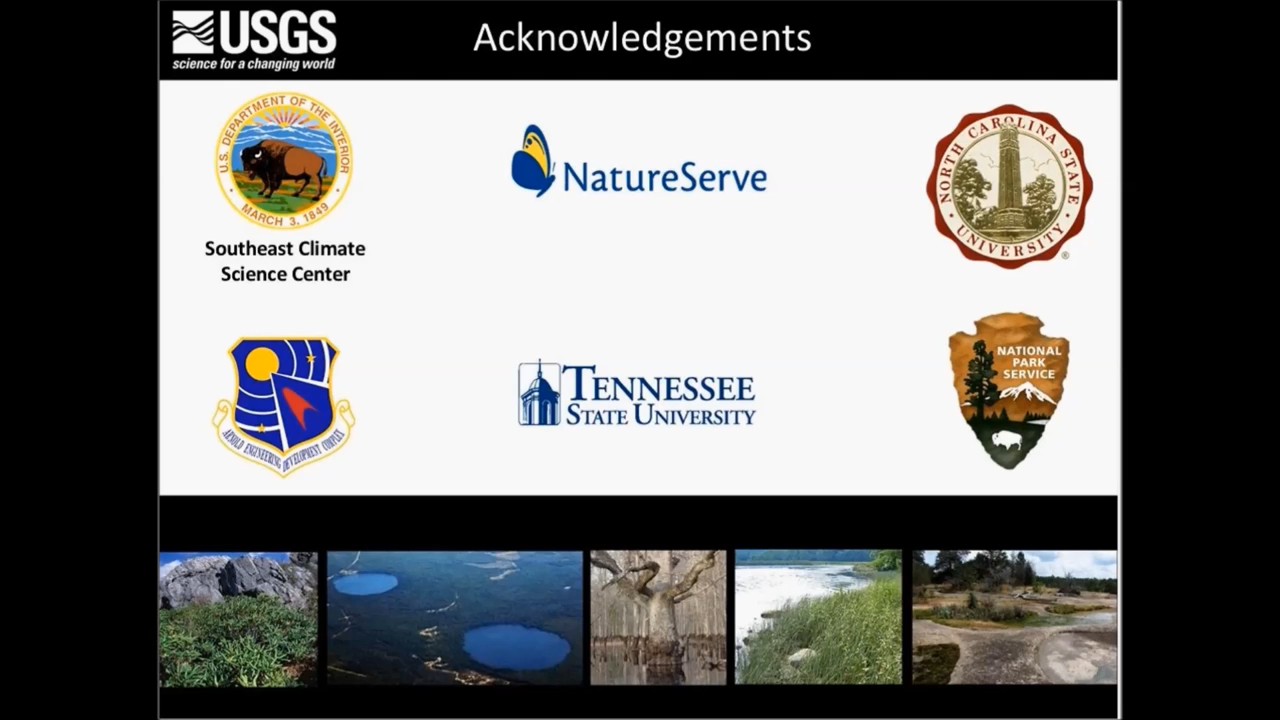 USGS
science for a changing world
Acknowledgements
U.S. DEPARTMENT OF THE INTERIOR
MARCH 3, 1849
Southeast Climate
Science Center
NatureServe
NORTH CAROLINA STATE
UNIVERSITY
®
ARNOLD ENGINEERING DEVELOPMENT COMPLEX
TENNESSEE
STATE UNIVERSITY
NATIONAL
PARK
SERVICE